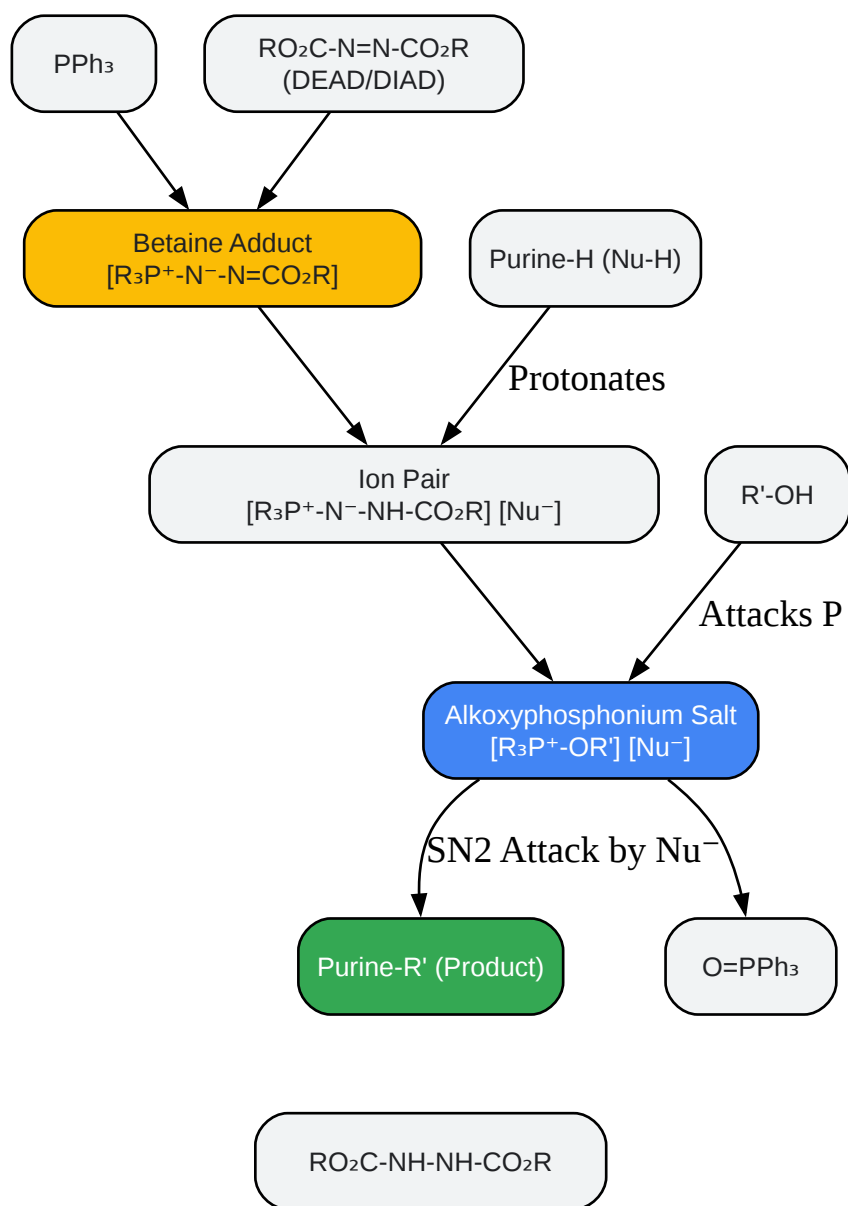 PPh₃
RO₂C-N=N-CO₂R
(DEAD/DIAD)
Betaine Adduct
[R₃P⁺-N⁻-N=CO₂R]
Purine-H (Nu-H)
Protonates
Ion Pair
[R₃P⁺-N⁻-NH-CO₂R] [Nu⁻]
R'-OH
Attacks P
Alkoxyphosphonium Salt
[R₃P⁺-OR'] [Nu⁻]
SN2 Attack by Nu⁻
Purine-R' (Product)
O=PPh₃
RO₂C-NH-NH-CO₂R